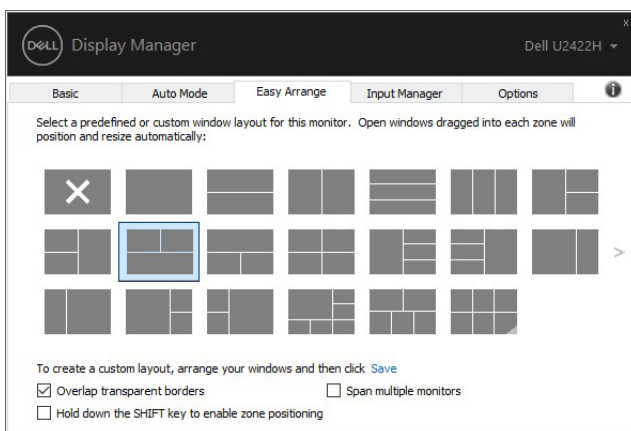 x
DELL Display Manager Dell U2422H
Basic Auto Mode Easy Arrange Input Manager Options i
Select a predefined or custom window layout for this monitor. Open windows dragged into each zone will
position and resize automatically:
>
To create a custom layout, arrange your windows and then click Save
Overlap transparent borders Span multiple monitors
Hold down the SHIFT key to enable zone positioning